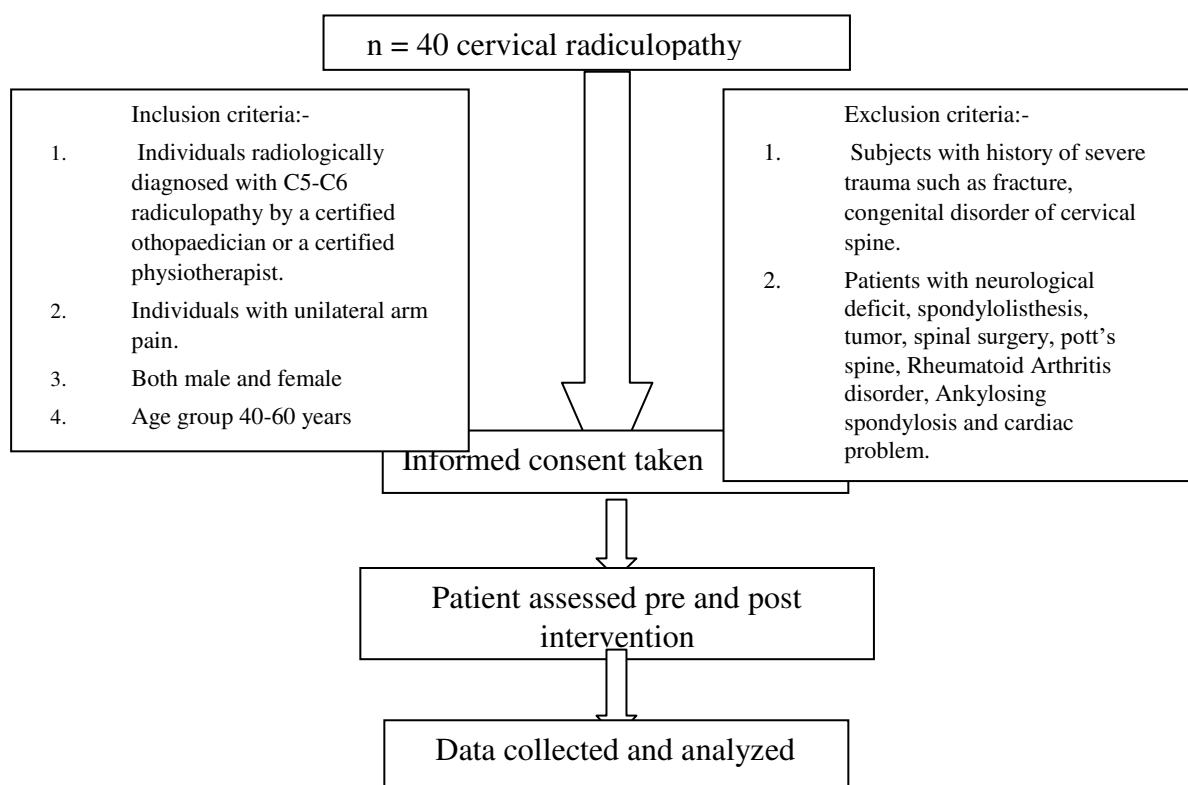 n = 40 cervical radiculopathy
Inclusion criteria:-
1. Individuals radiologically
diagnosed with C5-C6
radiculopathy by a certified
othopaedician or a certified
physiotherapist.
2. Individuals with unilateral arm
pain.
3. Both male and female
4. Age group 40-60 years
Exclusion criteria:-
1. Subjects with history of severe
trauma such as fracture,
congenital disorder of cervical
spine.
2. Patients with neurological
deficit, spondylolisthesis,
tumor, spinal surgery, pott's
spine, Rheumatoid Arthritis
disorder, Ankylosing
spondylosis and cardiac
problem.
Informed consent taken
Patient assessed pre and post
intervention
Data collected and analyzed